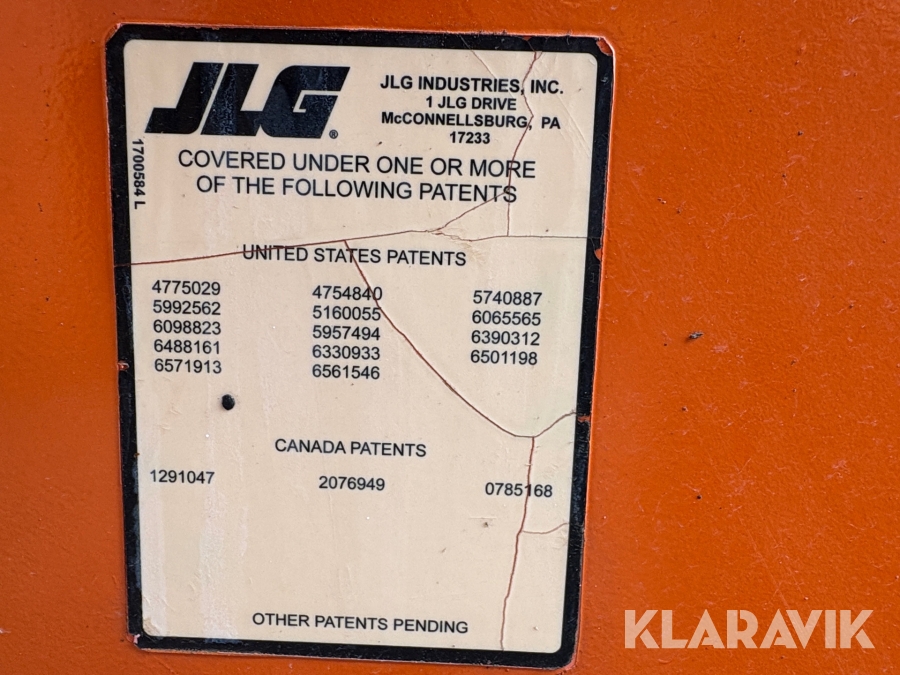 JLG®
JLG INDUSTRIES, INC.
1 JLG DRIVE
McCONNELLSBURG, PA
17233
1700584 L
COVERED UNDER ONE OR MORE
OF THE FOLLOWING PATENTS
UNITED STATES PATENTS
4775029 4754840 5740887
5992562 5160055 6065565
6098823 5957494 6390312
6488161 6330933 6501198
6571913 6561546
CANADA PATENTS
1291047 2076949 0785168
OTHER PATENTS PENDING
KLARAVIK